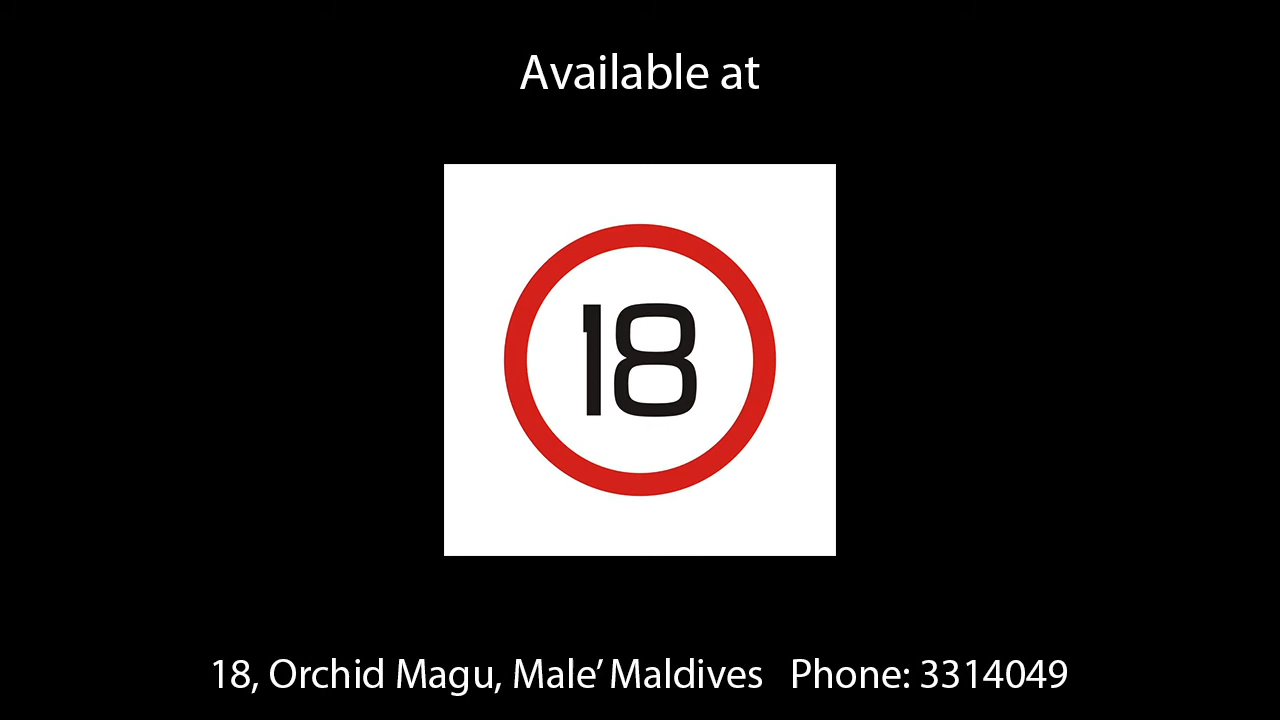 Available at
18
18, Orchid Magu, Male’ Maldives   Phone: 3314049